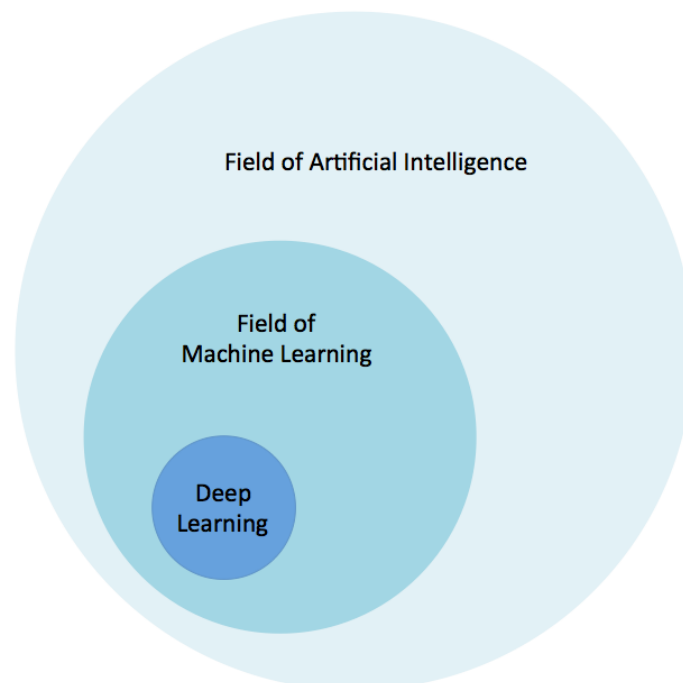 Field of Artificial Intelligence
Field of
Machine Learning
Deep
Learning